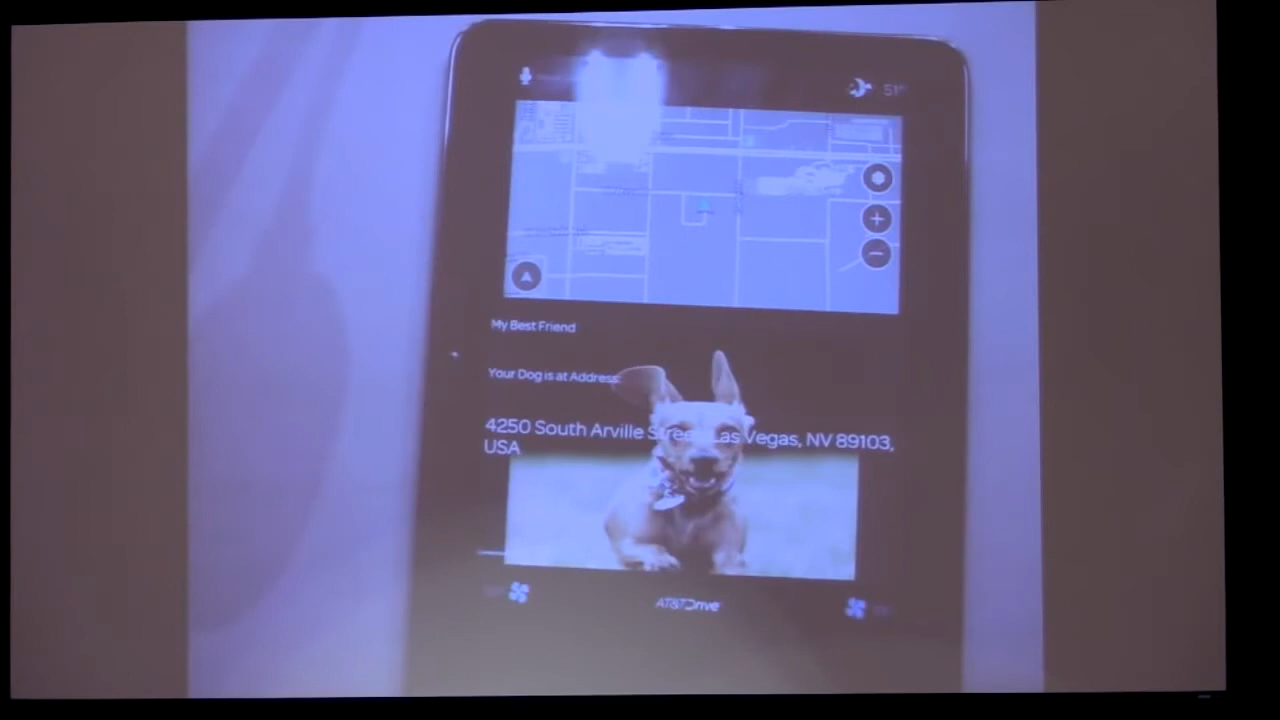 51°
My Best Friend
Your Dog is at Address:
4250 South Arville Street, Las Vegas, NV 89103,
USA
AT&T Drive